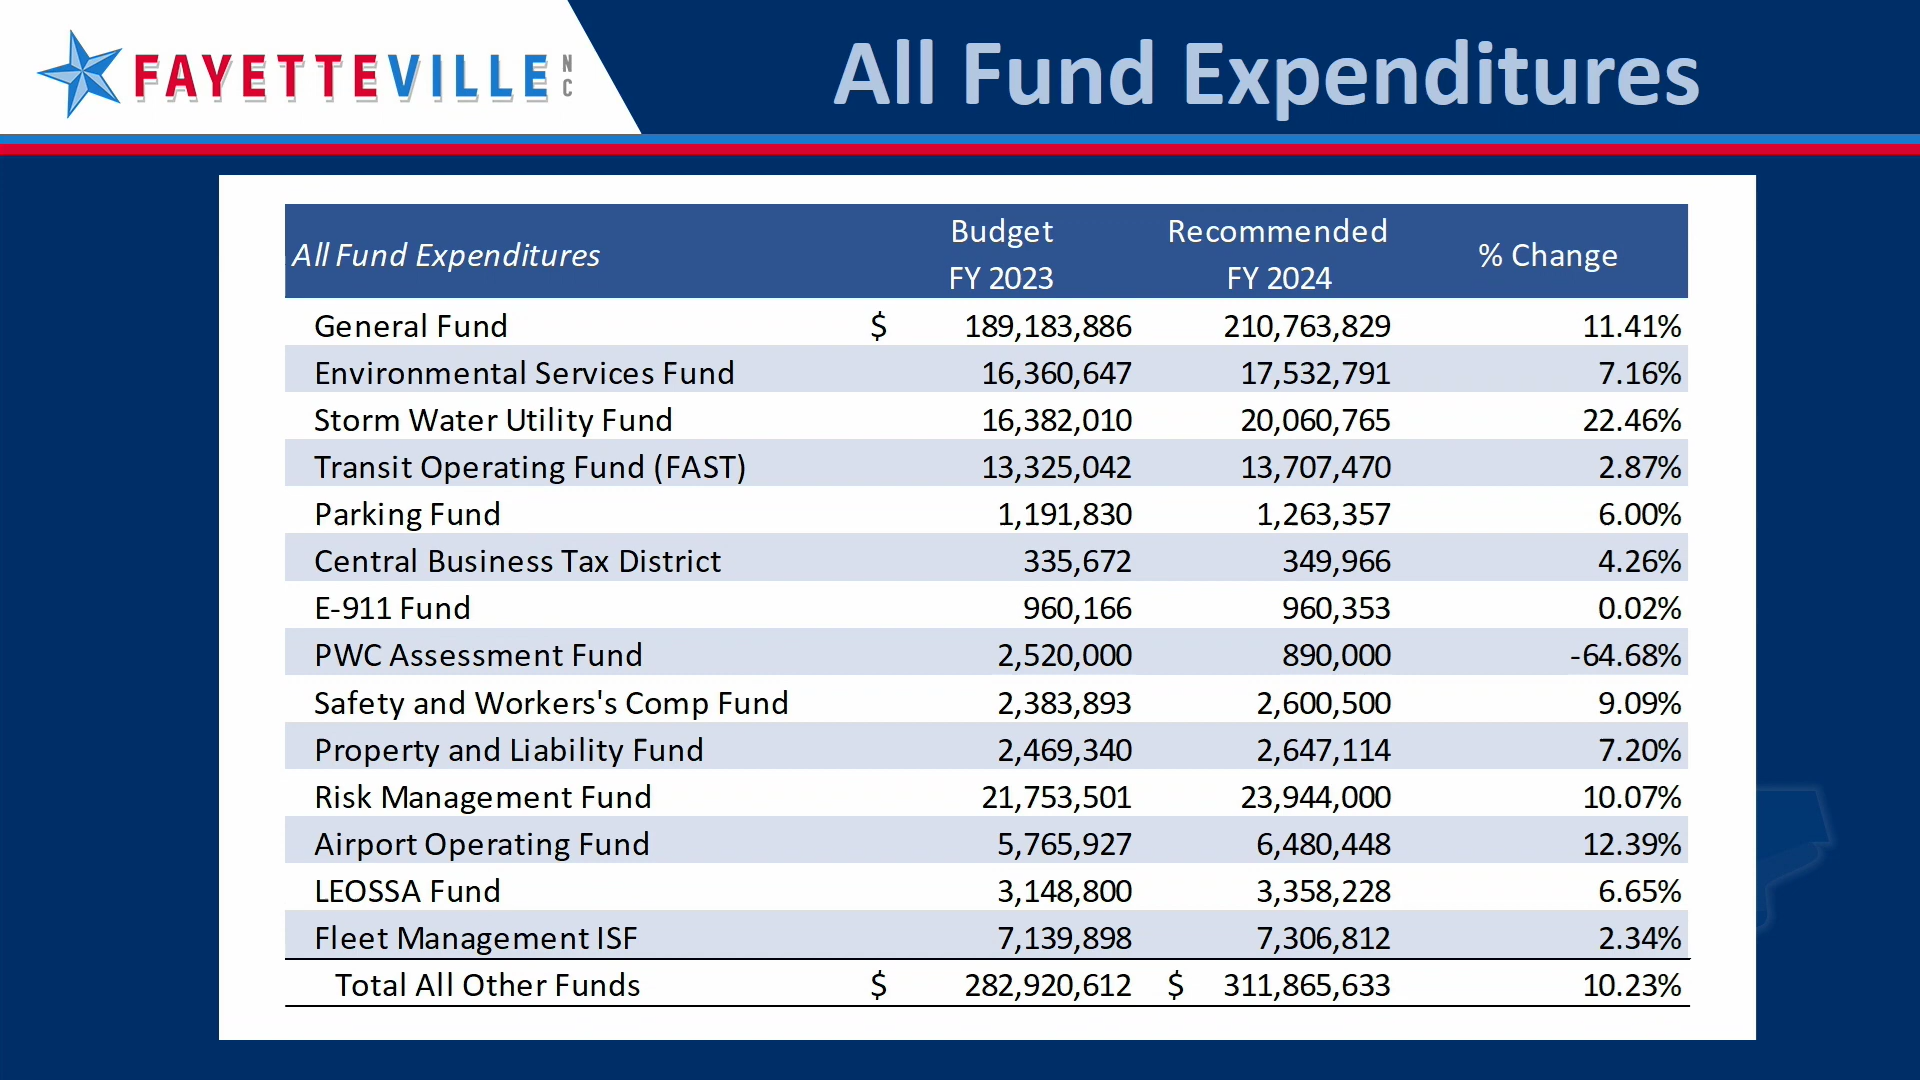 FAYETTEVILLE NC
All Fund Expenditures
All Fund Expenditures Budget FY 2023 Recommended FY 2024 % Change
General Fund $ 189,183,886 210,763,829 11.41%
Environmental Services Fund 16,360,647 17,532,791 7.16%
Storm Water Utility Fund 16,382,010 20,060,765 22.46%
Transit Operating Fund (FAST) 13,325,042 13,707,470 2.87%
Parking Fund 1,191,830 1,263,357 6.00%
Central Business Tax District 335,672 349,966 4.26%
E-911 Fund 960,166 960,353 0.02%
PWC Assessment Fund 2,520,000 890,000 -64.68%
Safety and Workers's Comp Fund 2,383,893 2,600,500 9.09%
Property and Liability Fund 2,469,340 2,647,114 7.20%
Risk Management Fund 21,753,501 23,944,000 10.07%
Airport Operating Fund 5,765,927 6,480,448 12.39%
LEOSSA Fund 3,148,800 3,358,228 6.65%
Fleet Management ISF 7,139,898 7,306,812 2.34%
Total All Other Funds $ 282,920,612 $ 311,865,633 10.23%